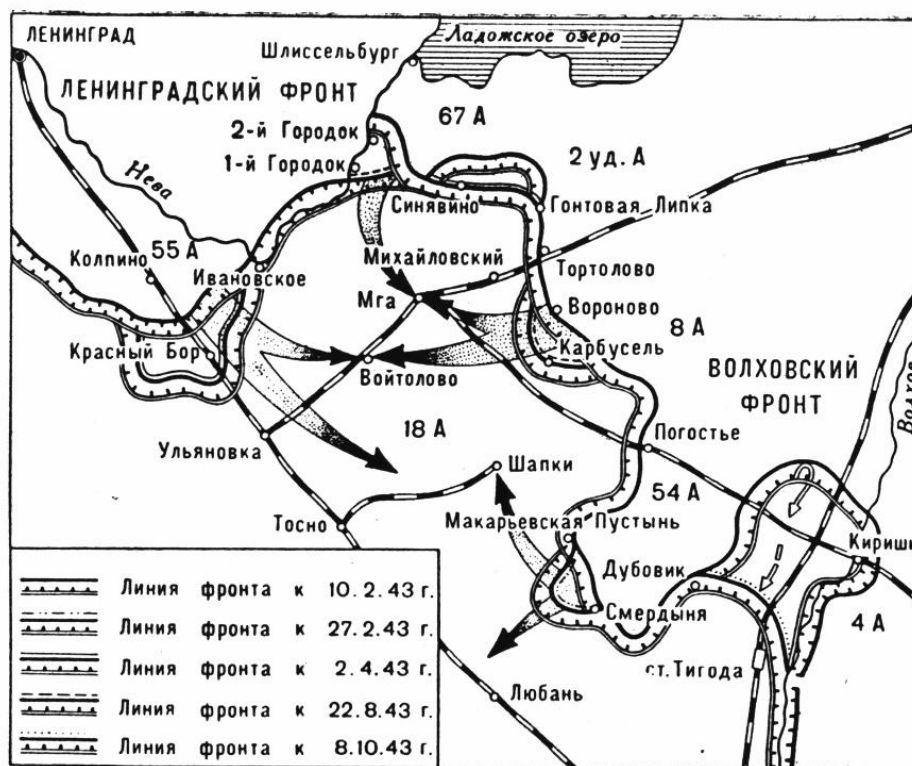 ЛЕНИНГРАД
Ладожское озеро
Шлиссельбург
ЛЕНИНГРАДСКИЙ ФРОНТ
67 А
2-й Городок
2 уд. А
1-й Городок
Нева
Синявино
Гонтовая Липка
55 А
Михайловский
Колпино
Ивановское
Тортолово
Мга
Вороново
8 А
Красный Бор
Карбусель
Войтолово
ВОЛХОВСКИЙ
ФРОНТ
Волхов
18 А
Ульяновка
Погостье
Шапки
54 А
Тосно
Макарьевская Пустынь
Кириши
Дубовик
Смердыня
4 А
ст. Тигода
Любань
Линия фронта к 10.2.43 г.
Линия фронта к 27.2.43 г.
Линия фронта к 2.4.43 г.
Линия фронта к 22.8.43 г.
Линия фронта к 8.10.43 г.